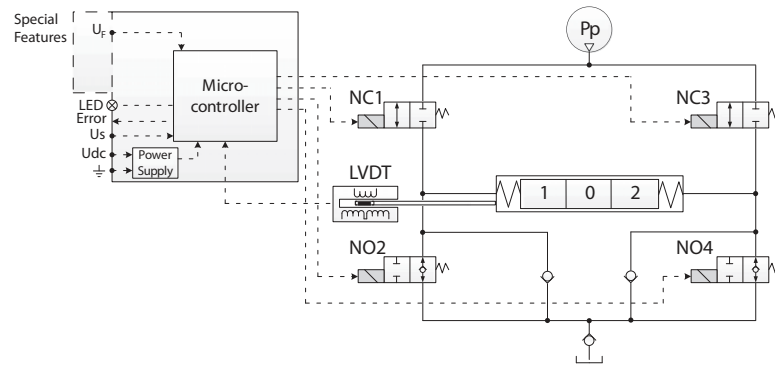 Special
Features
U_F
Micro-
controller
LED
Error
Us
Udc
Power
Supply
Pp
NC1
NC3
LVDT
1 0 2
NO2
NO4